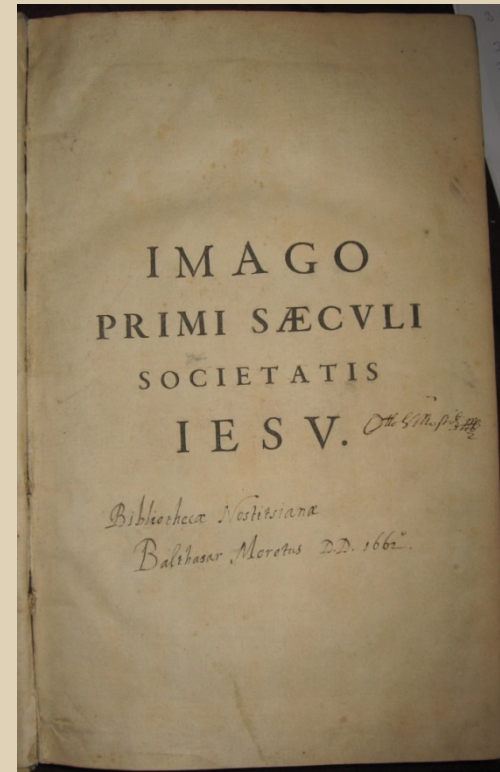 IMAGO
PRIMI SÆCVLI
SOCIETATIS
IESV.
Bibliothecæ Nostitsianæ
Balthasar Moretus D.D. 1662.